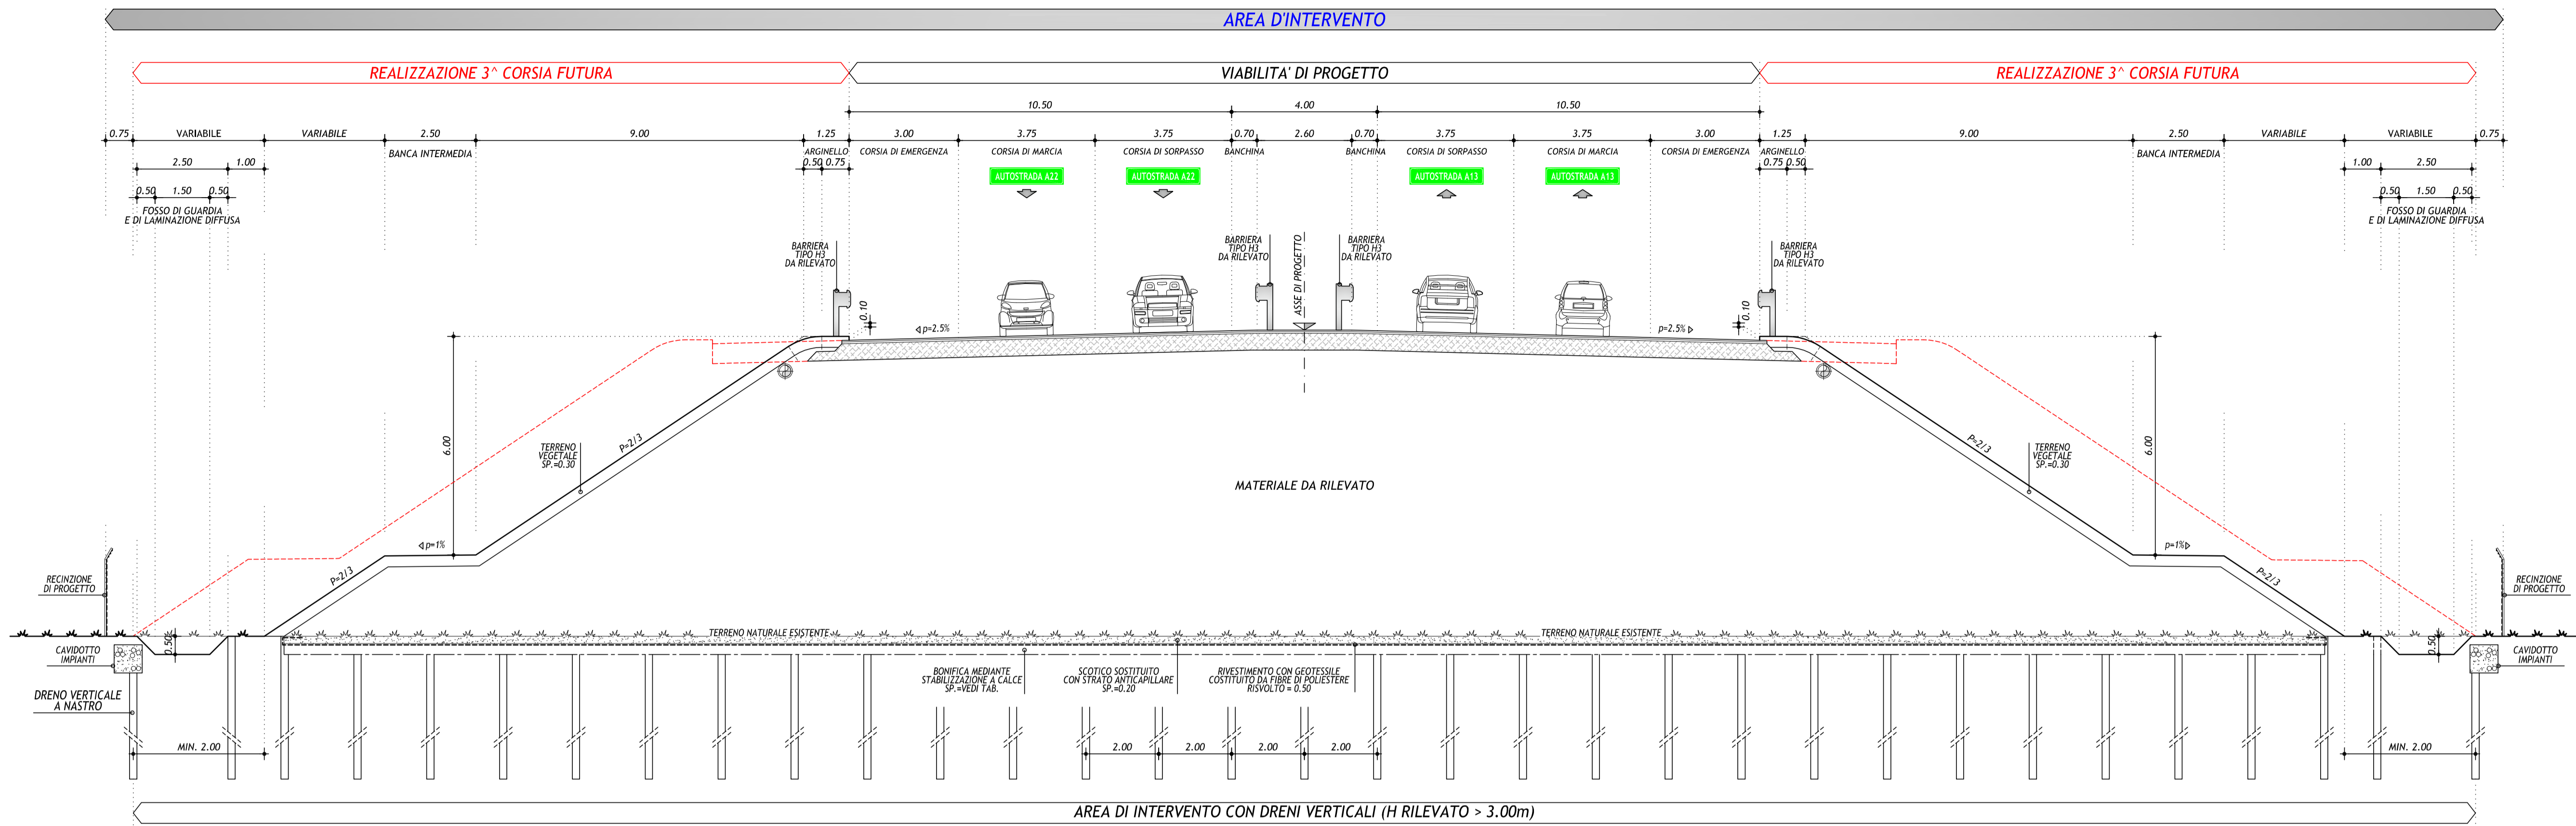 AREA D'INTERVENTO
REALIZZAZIONE 3^ CORSIA FUTURA
VIABILITA' DI PROGETTO
REALIZZAZIONE 3^ CORSIA FUTURA
10.50
4.00
10.50
0.75
VARIABILE
VARIABILE
2.50
9.00
1.25
3.00
3.75
3.75
0.70
2.60
0.70
3.75
3.75
3.00
1.25
9.00
2.50
VARIABILE
VARIABILE
0.75
BANCA INTERMEDIA
ARGINELLO
CORSIA DI EMERGENZA
CORSIA DI MARCIA
CORSIA DI SORPASSO
BANCHINA
BANCHINA
CORSIA DI SORPASSO
CORSIA DI MARCIA
CORSIA DI EMERGENZA
ARGINELLO
BANCA INTERMEDIA
2.50
1.00
0.50
0.75
0.75
0.50
1.00
2.50
AUTOSTRADA A22
AUTOSTRADA A22
AUTOSTRADA A13
AUTOSTRADA A13
0.50
1.50
0.50
0.50
1.50
0.50
FOSSO DI GUARDIA
E DI LAMINAZIONE DIFFUSA
FOSSO DI GUARDIA
E DI LAMINAZIONE DIFFUSA
BARRIERA
TIPO H3
DA RILEVATO
BARRIERA
TIPO H3
DA RILEVATO
ASSE DI PROGETTO
BARRIERA
TIPO H3
DA RILEVATO
BARRIERA
TIPO H3
DA RILEVATO
0.10
p=2.5%
p=2.5%
0.10
6.00
TERRENO
VEGETALE
SP.=0.30
P=2/3
P=2/3
TERRENO
VEGETALE
SP.=0.30
6.00
MATERIALE DA RILEVATO
p=1%
p=1%
P=2/3
P=2/3
RECINZIONE
DI PROGETTO
RECINZIONE
DI PROGETTO
0.50
TERRENO NATURALE ESISTENTE
TERRENO NATURALE ESISTENTE
0.50
CAVIDOTTO
IMPIANTI
CAVIDOTTO
IMPIANTI
BONIFICA MEDIANTE
STABILIZZAZIONE A CALCE
SP.=VEDI TAB.
SCOTICO SOSTITUITO
CON STRATO ANTICAPILLARE
SP.=0.20
RIVESTIMENTO CON GEOTESSILE
COSTITUITO DA FIBRE DI POLIESTERE
RISVOLTO = 0.50
DRENO VERTICALE
A NASTRO
MIN. 2.00
2.00
2.00
2.00
2.00
MIN. 2.00
AREA DI INTERVENTO CON DRENI VERTICALI (H RILEVATO > 3.00m)